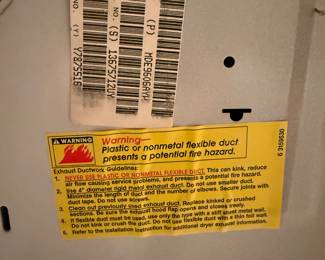 (P) MDE9606AYW
NO. (S) 12675712UU
NO. (Y) Y7875516
6 3159530
WARNING
Warning—
Plastic or nonmetal flexible duct
presents a potential fire hazard.
Exhaust Ductwork Guidelines:
1. NEVER USE PLASTIC OR NONMETAL FLEXIBLE DUCT. This can kink, reduce
air flow causing service problems, and presents a potential fire hazard.
2. Use 4" diameter rigid metal exhaust duct. Do not use smaller duct.
Minimize the length of duct and the number of elbows. Secure joints with
duct tape. Do not use screws.
3. Clean out previously used exhaust duct. Replace kinked or crushed
sections. Be sure the exhaust hood flap opens and closes freely.
4. If flexible duct must be used, use only the type with a stiff sheet metal wall.
Do not kink or crush the duct. Do not use flexible duct with a thin foil wall.
6. Refer to the installation instruction for additional dryer exhaust information.